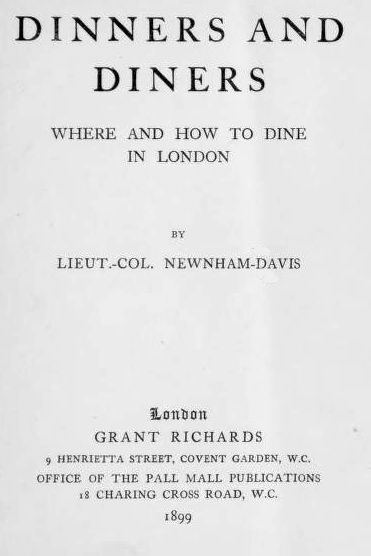 DINNERS AND
DINERS
WHERE AND HOW TO DINE
IN LONDON
BY
LIEUT.-COL. NEWNHAM-DAVIS
London
GRANT RICHARDS
9 HENRIETTA STREET, COVENT GARDEN, W.C.
OFFICE OF THE PALL MALL PUBLICATIONS
18 CHARING CROSS ROAD, W.C.
1899